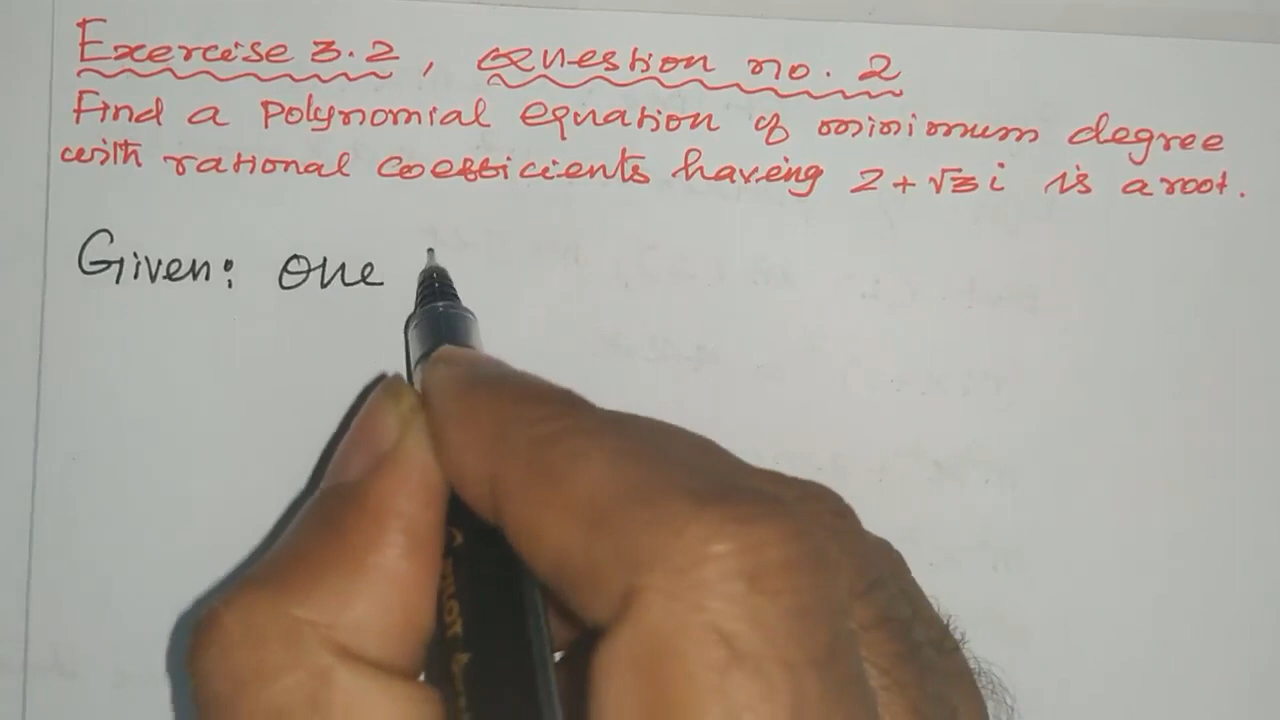 Exercise 3.2, Question no. 2
Find a polynomial equation of minimum degree
with rational coefficients having 2+√3 i is a root.
Given: One